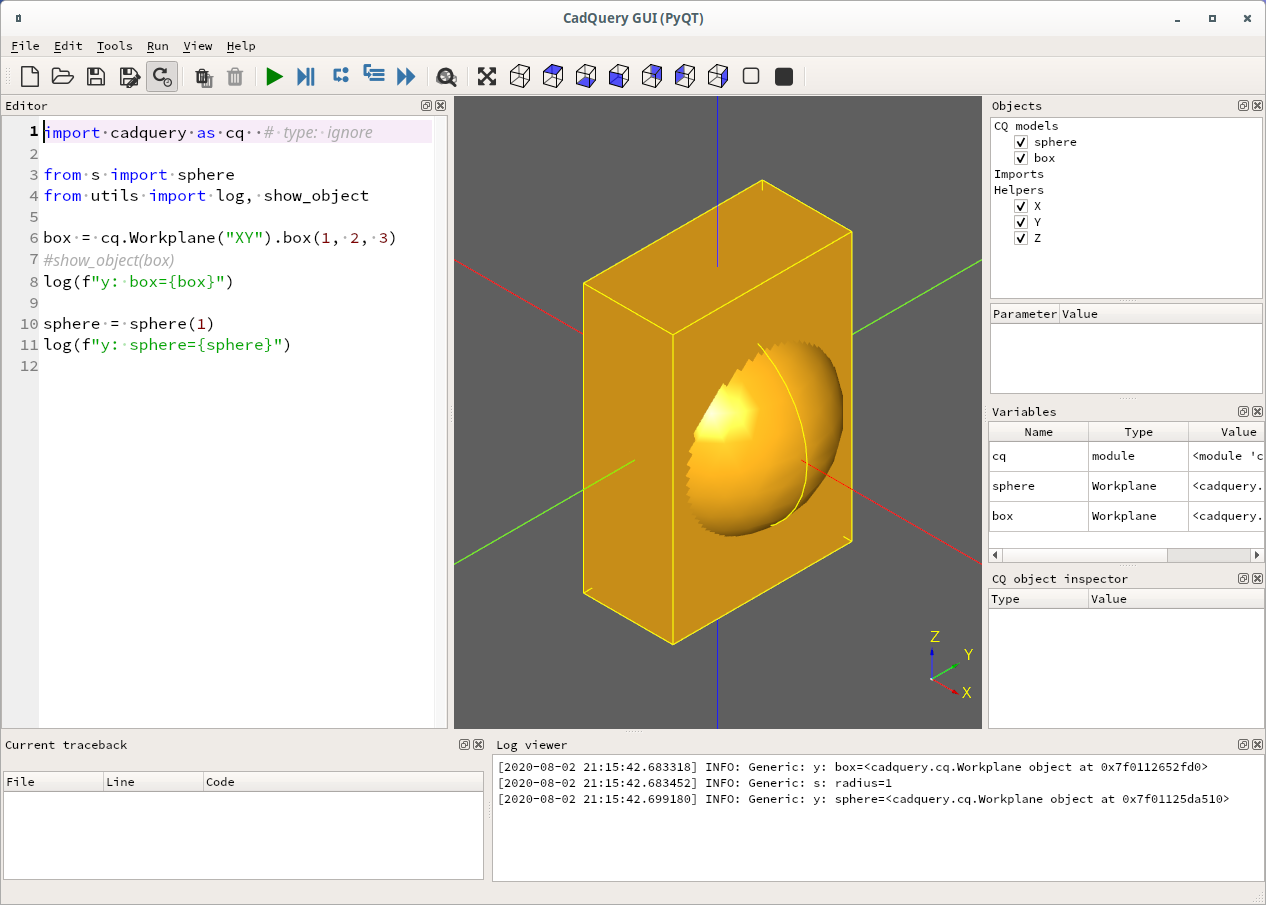 CadQuery GUI (PyQT)
File Edit Tools Run View Help
Editor
1 import cadquery as cq  # type: ignore
2
3 from s import sphere
4 from utils import log, show_object
5
6 box = cq.Workplane("XY").box(1, 2, 3)
7 #show_object(box)
8 log(f"y: box={box}")
9
10 sphere = sphere(1)
11 log(f"y: sphere={sphere}")
12
Z
Y
X
Objects
CQ models
sphere
box
Imports
Helpers
X
Y
Z
Parameter Value
Variables
Name Type Value
cq module <module 'c
sphere Workplane <cadquery.
box Workplane <cadquery.
CQ object inspector
Type Value
Current traceback
File Line Code
Log viewer
[2020-08-02 21:15:42.683318] INFO: Generic: y: box=<cadquery.cq.Workplane object at 0x7f0112652fd0>
[2020-08-02 21:15:42.683452] INFO: Generic: s: radius=1
[2020-08-02 21:15:42.699180] INFO: Generic: y: sphere=<cadquery.cq.Workplane object at 0x7f01125da510>